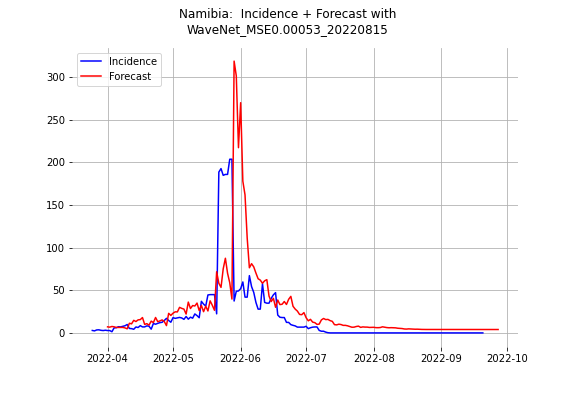 Namibia:  Incidence + Forecast with
WaveNet_MSE0.00053_20220815
Incidence
Forecast
300
250
200
150
100
50
0
2022-04 2022-05 2022-06 2022-07 2022-08 2022-09 2022-10